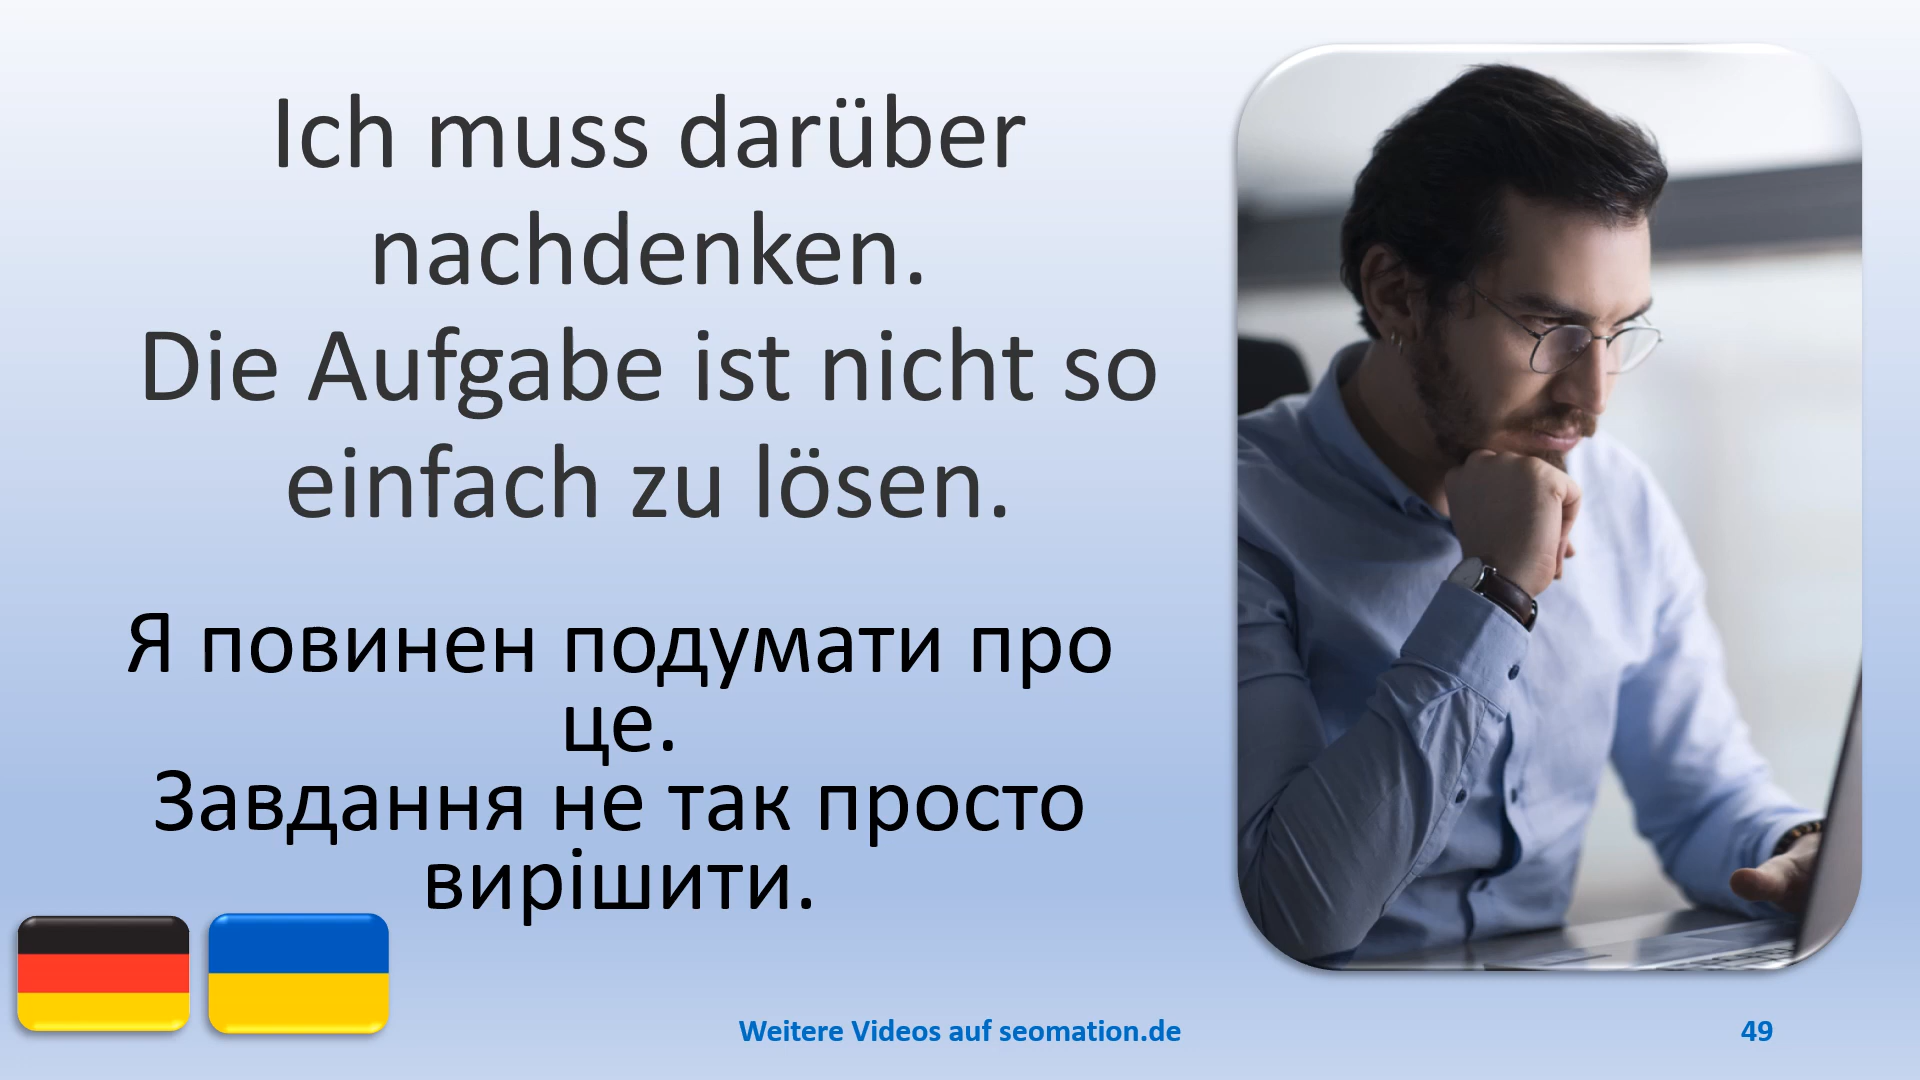 Ich muss darüber
nachdenken.
Die Aufgabe ist nicht so
einfach zu lösen.
Я повинен подумати про
це.
Завдання не так просто
вирішити.
Weitere Videos auf seomation.de
49